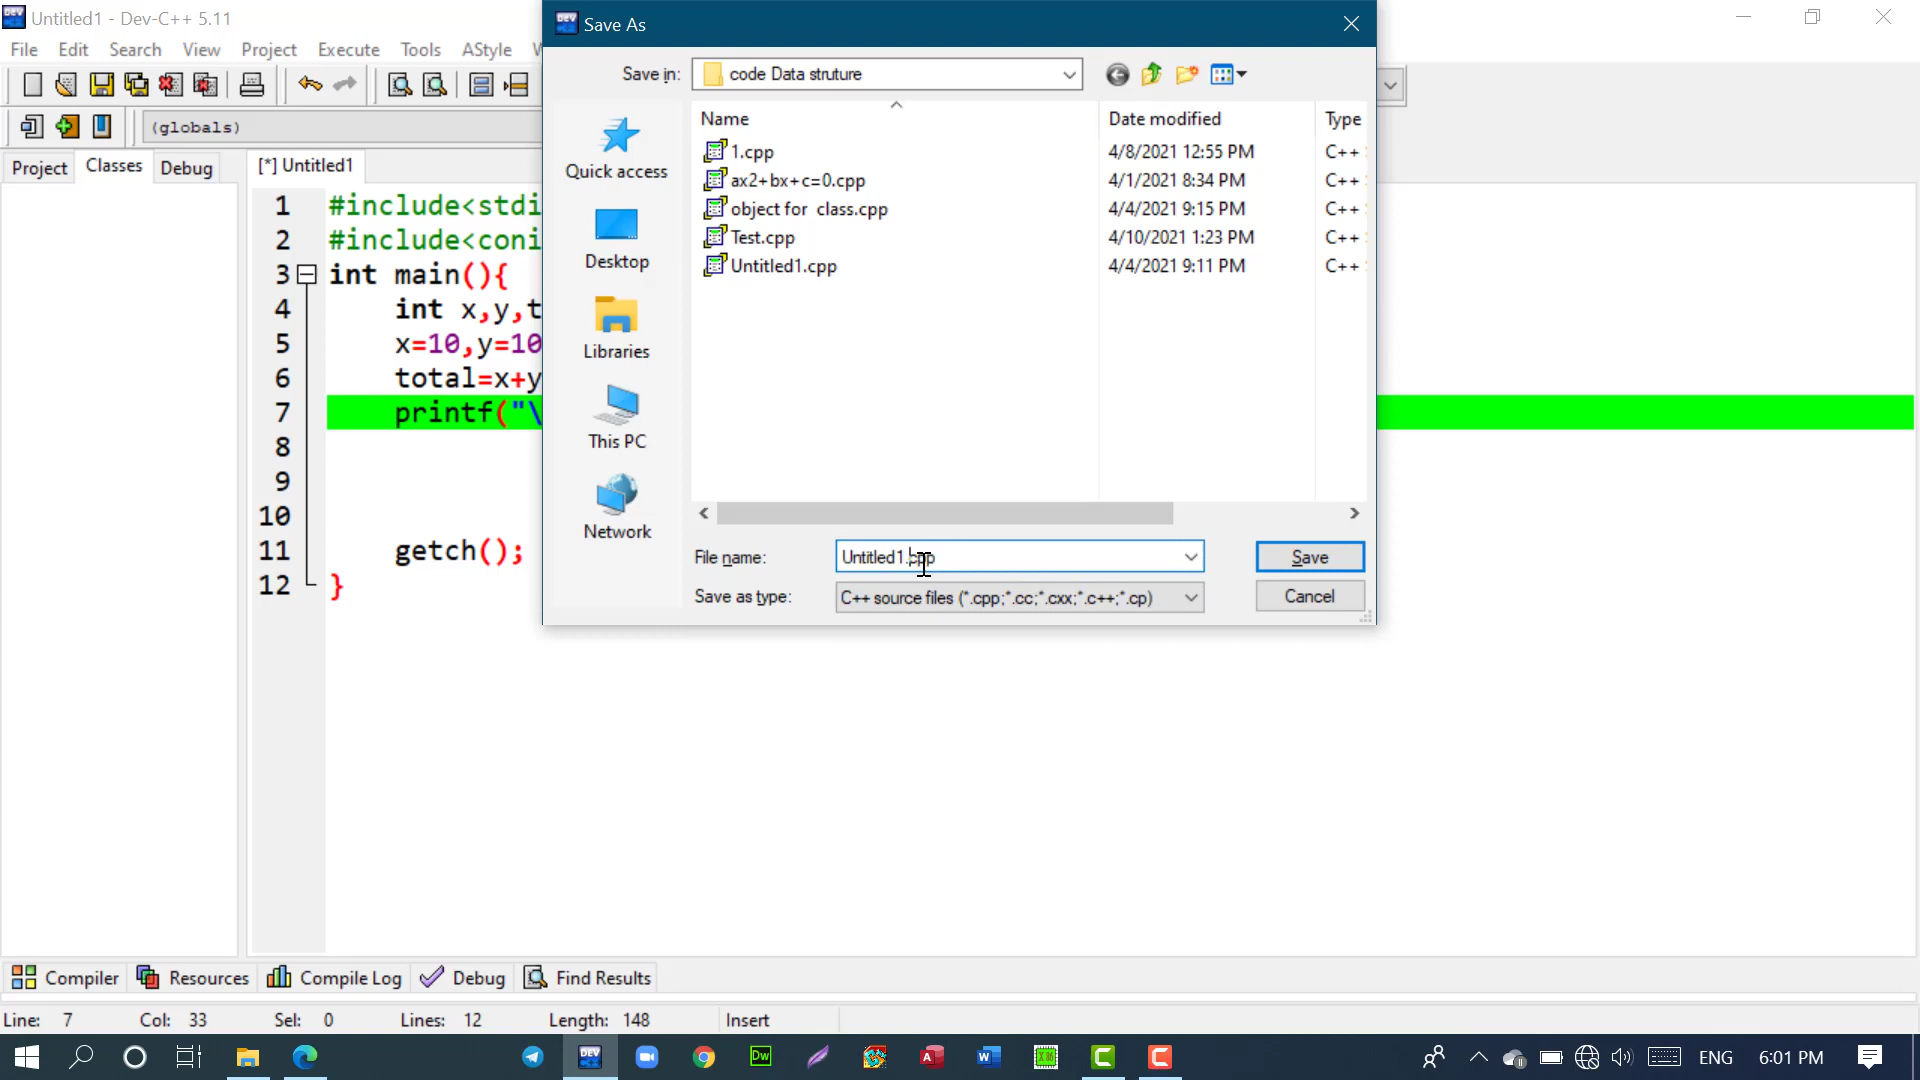 Untitled1 - Dev-C++ 5.11
File Edit Search View Project Execute Tools AStyle
(globals)
Project Classes Debug
[*] Untitled1
1 #include<stdi
2 #include<coni
3 int main(){
4 int x,y,t
5 x=10,y=10
6 total=x+y
7 printf("\
8
9
10
11 getch();
12 }
Save As
Save in: code Data struture
Quick access
Desktop
Libraries
This PC
Network
Name Date modified Type
1.cpp 4/8/2021 12:55 PM C++
ax2+bx+c=0.cpp 4/1/2021 8:34 PM C++
object for class.cpp 4/4/2021 9:15 PM C++
Test.cpp 4/10/2021 1:23 PM C++
Untitled1.cpp 4/4/2021 9:11 PM C++
File name: Untitled1.cpp Save
Save as type: C++ source files (*.cpp;*.cc;*.cxx;*.c++;*.cp) Cancel
Compiler Resources Compile Log Debug Find Results
Line: 7 Col: 33 Sel: 0 Lines: 12 Length: 148 Insert
DEV
Dw
ENG 6:01 PM